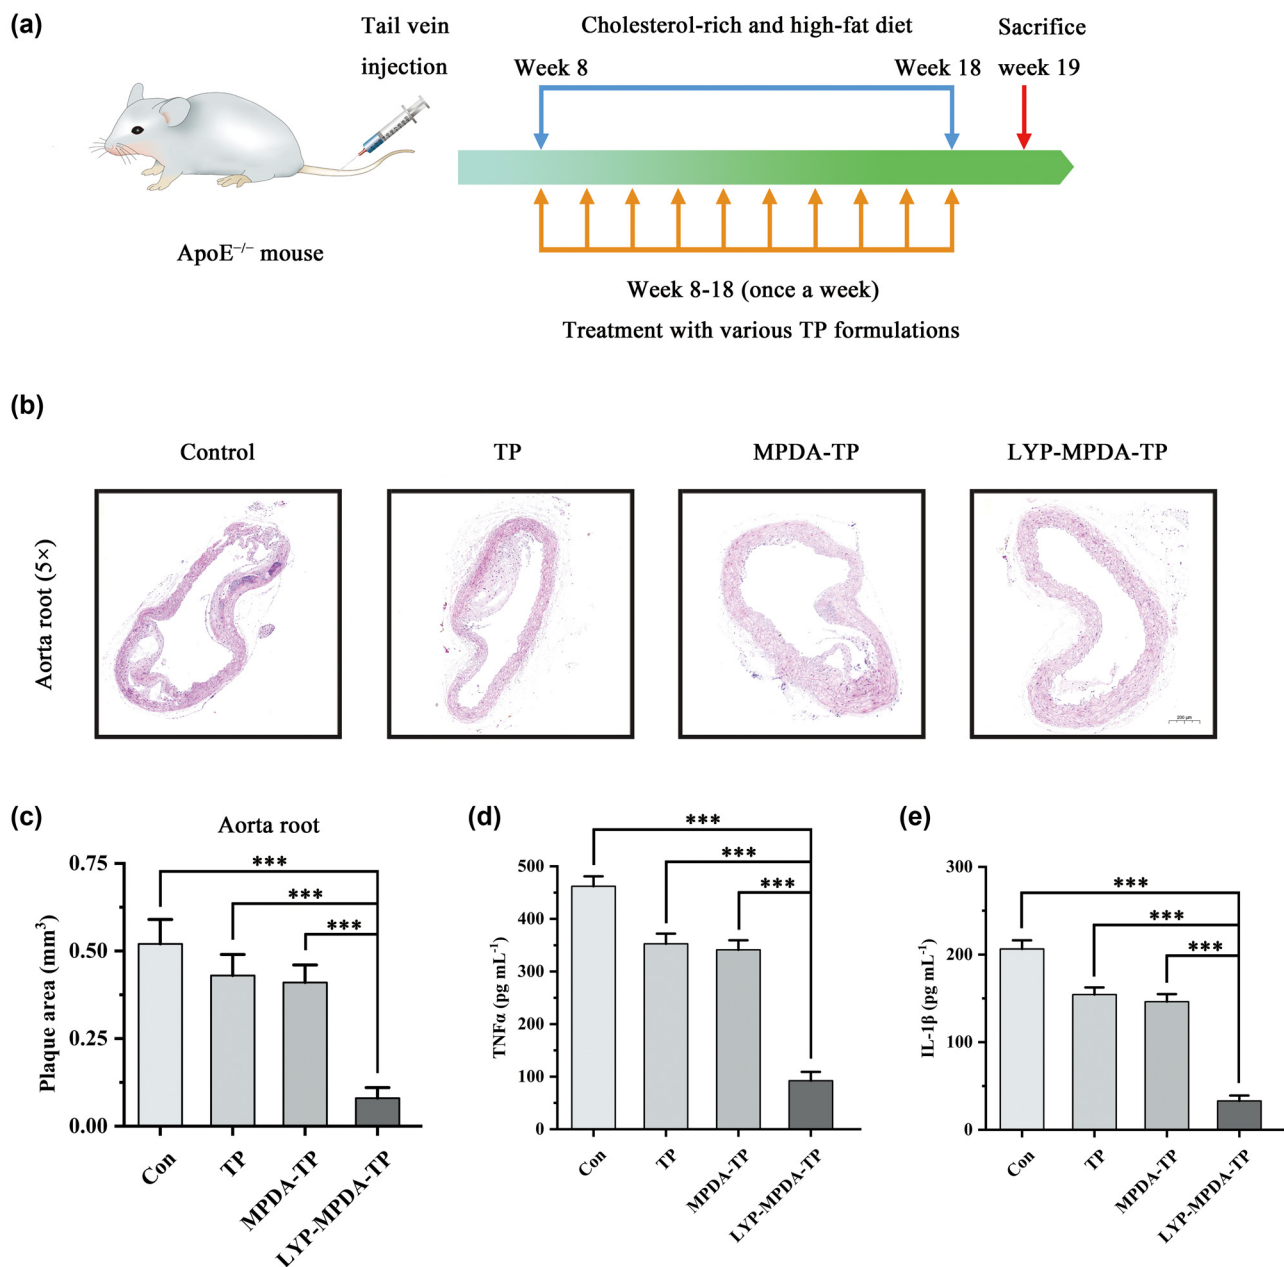 (a)
Tail vein
injection
Cholesterol-rich and high-fat diet
Sacrifice
Week 8
Week 18
week 19
ApoE⁻/⁻ mouse
Week 8-18 (once a week)
Treatment with various TP formulations
(b)
Control
TP
MPDA-TP
LYP-MPDA-TP
Aorta root (5×)
200 μm
(c)
Aorta root
Plaque area (mm³)
0.75
0.50
0.25
0.00
***
***
***
Con
TP
MPDA-TP
LYP-MPDA-TP
(d)
TNFα (pg mL⁻¹)
500
400
300
200
100
0
***
***
***
Con
TP
MPDA-TP
LYP-MPDA-TP
(e)
IL-1β (pg mL⁻¹)
300
200
100
0
***
***
***
Con
TP
MPDA-TP
LYP-MPDA-TP